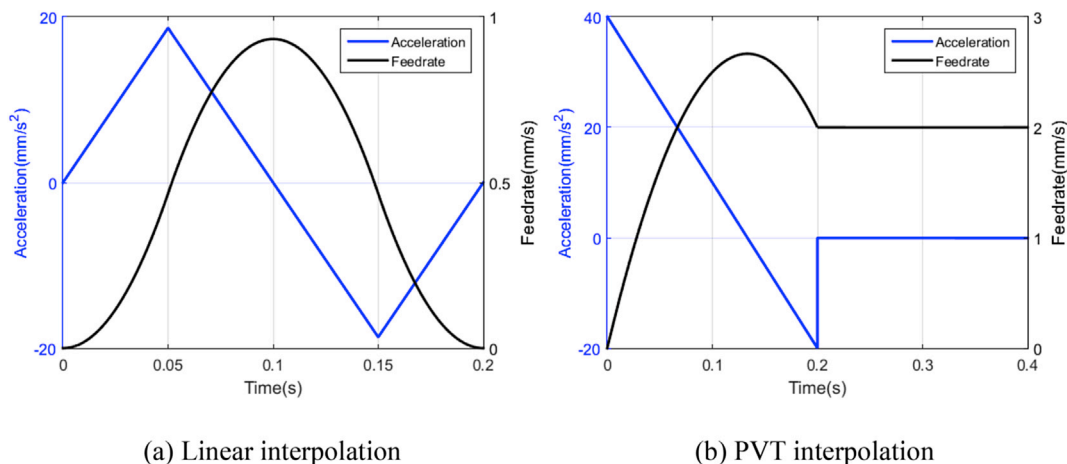 20
0
-20
Acceleration(mm/s²)
1
0.5
0
Feedrate(mm/s)
Acceleration
Feedrate
0 0.05 0.1 0.15 0.2
Time(s)
(a) Linear interpolation
40
20
0
-20
Acceleration(mm/s²)
3
2
1
0
Feedrate(mm/s)
Acceleration
Feedrate
0 0.1 0.2 0.3 0.4
Time(s)
(b) PVT interpolation